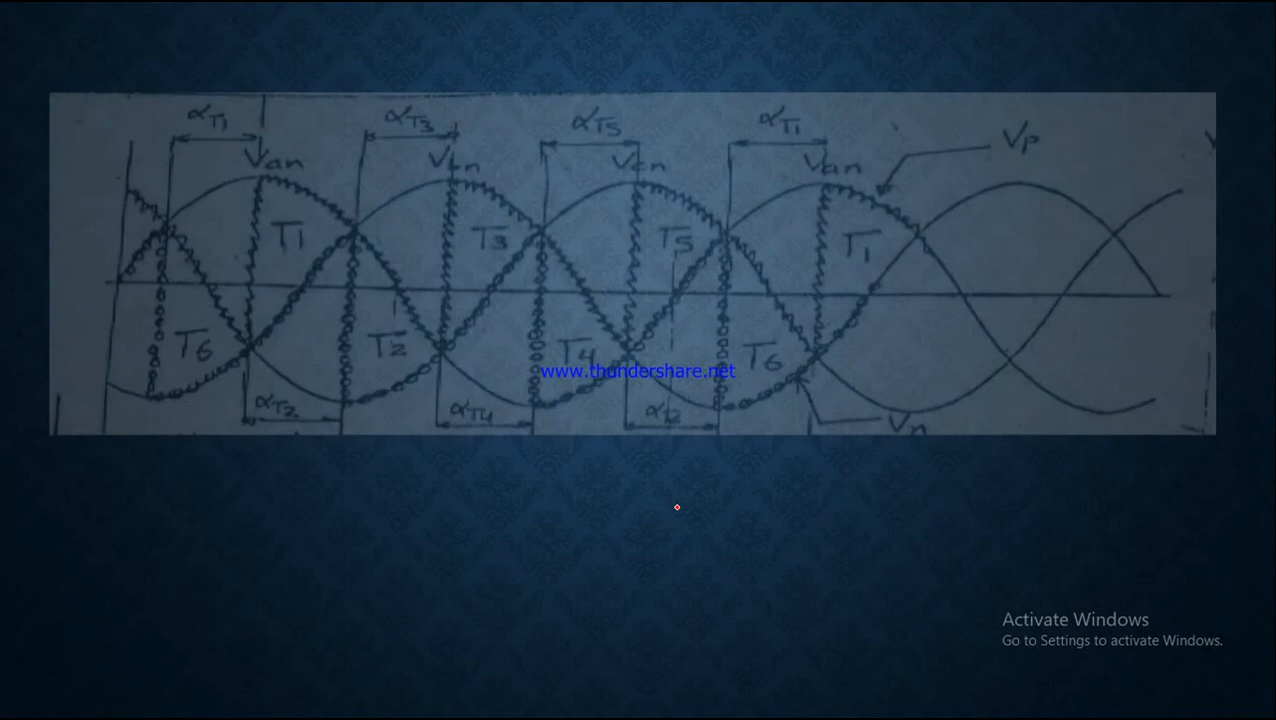 αT1 αT3 αT5 αT1 Vp
Van Vbn Vcn Van
T1 T3 T5 T1
T6 T2 T4 T6
www.thundershare.net
αT2 αT4 Vn
Activate Windows
Go to Settings to activate Windows.